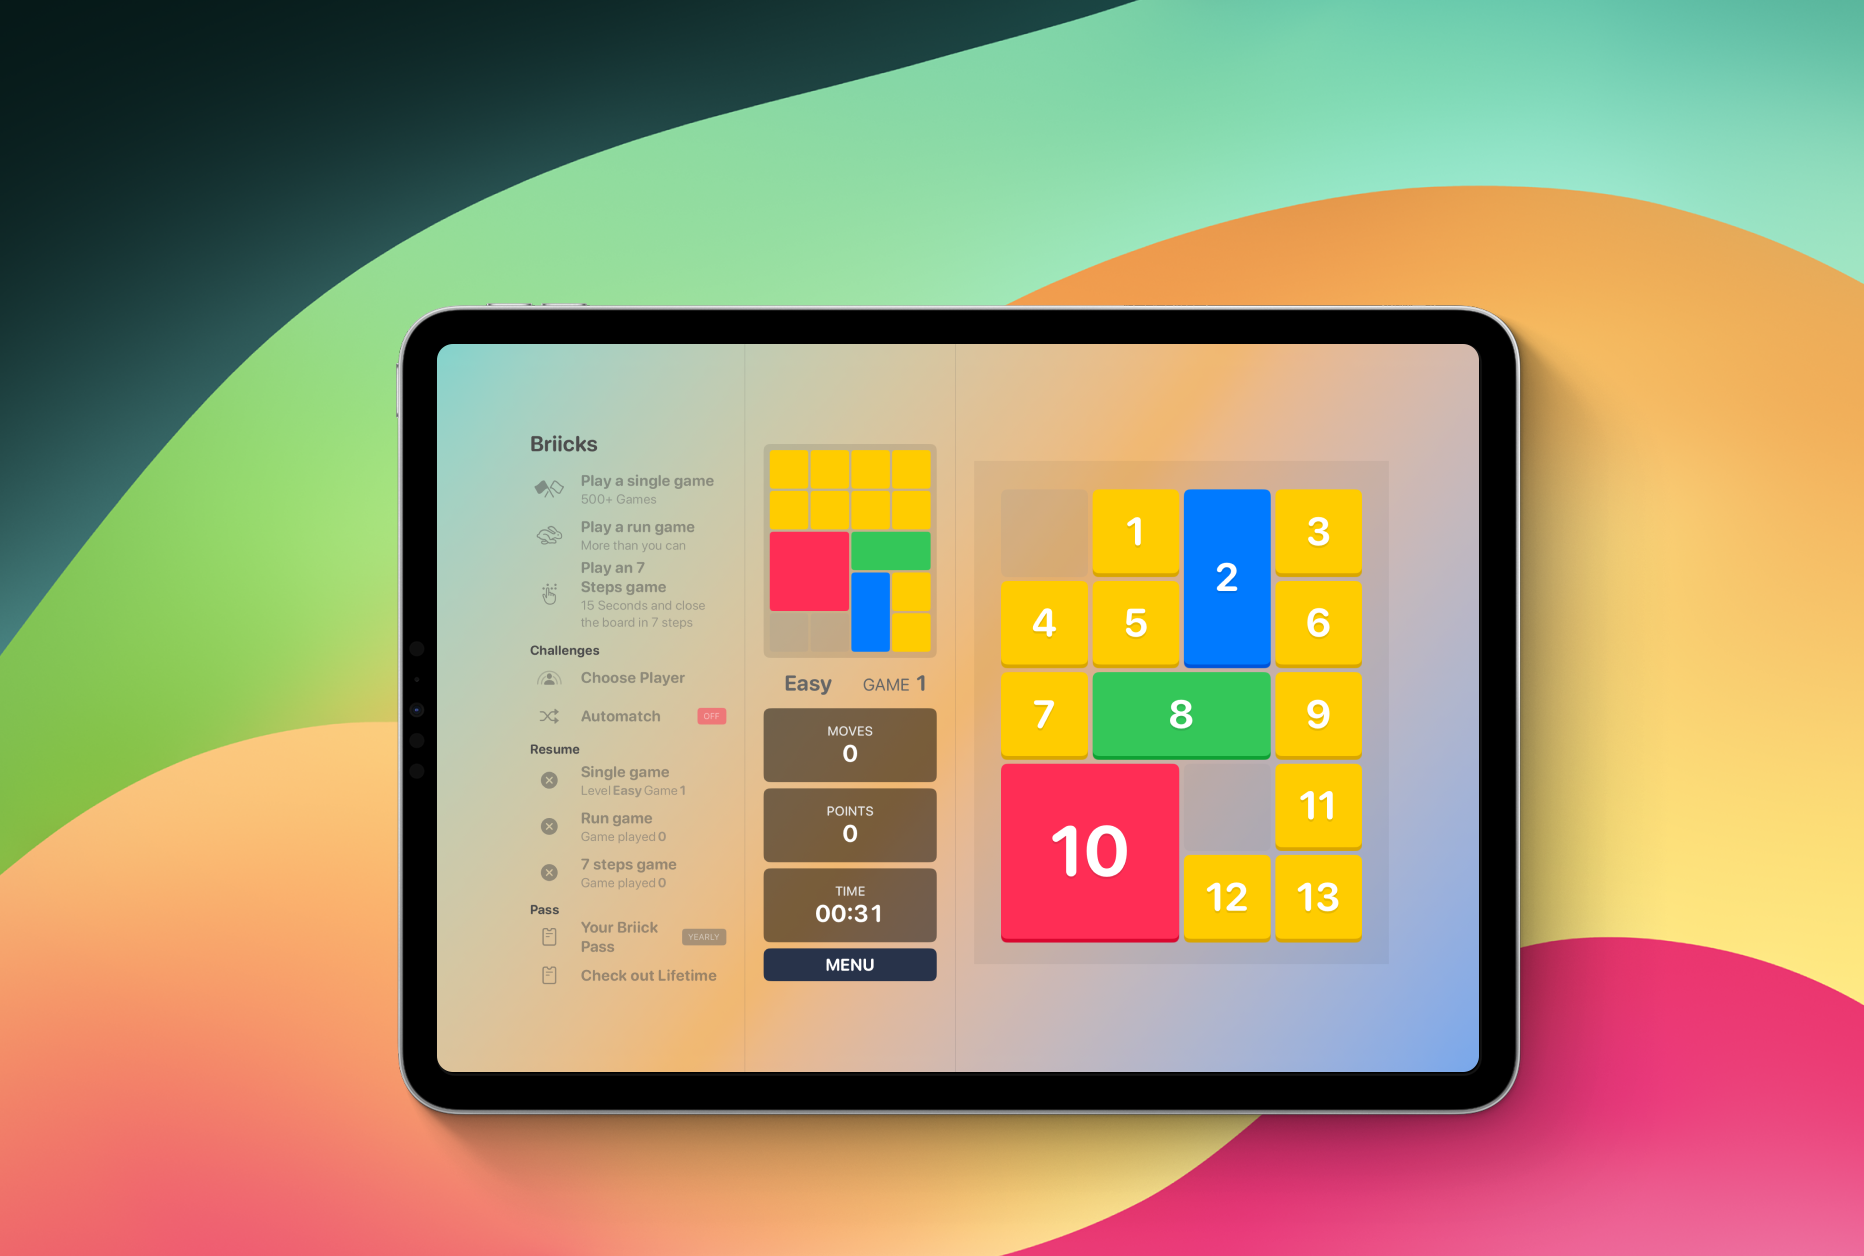 Briicks
Play a single game
500+ Games
Play a run game
More than you can
Play an 7
Steps game
15 Seconds and close
the board in 7 steps
Challenges
Choose Player
Automatch
OFF
Resume
Single game
Level Easy Game 1
Run game
Game played 0
7 steps game
Game played 0
Pass
Your Briick
Pass
YEARLY
Check out Lifetime
Easy GAME 1
MOVES
0
POINTS
0
TIME
00:31
MENU
1
2
3
4
5
6
7
8
9
10
11
12
13